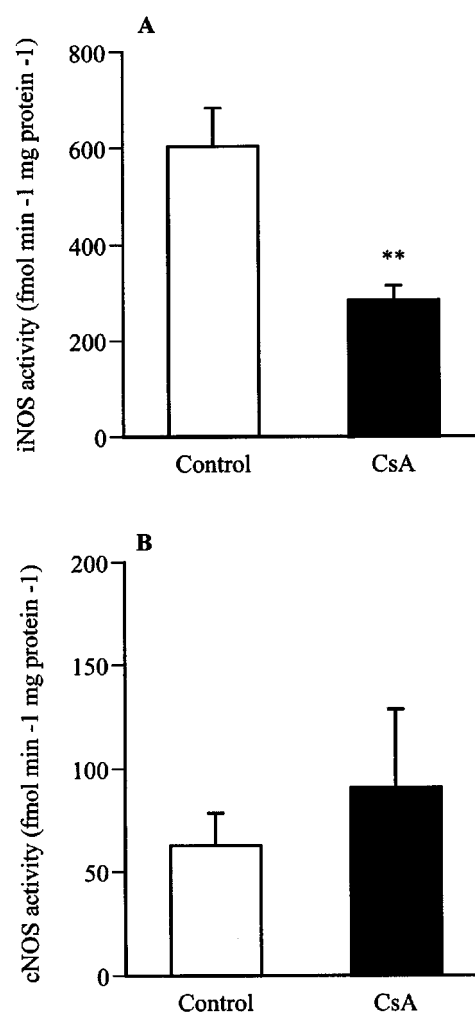 A
iNOS activity (fmol min -1 mg protein -1)
800
600
400
200
0
**
Control CsA
B
cNOS activity (fmol min -1 mg protein -1)
200
150
100
50
0
Control CsA